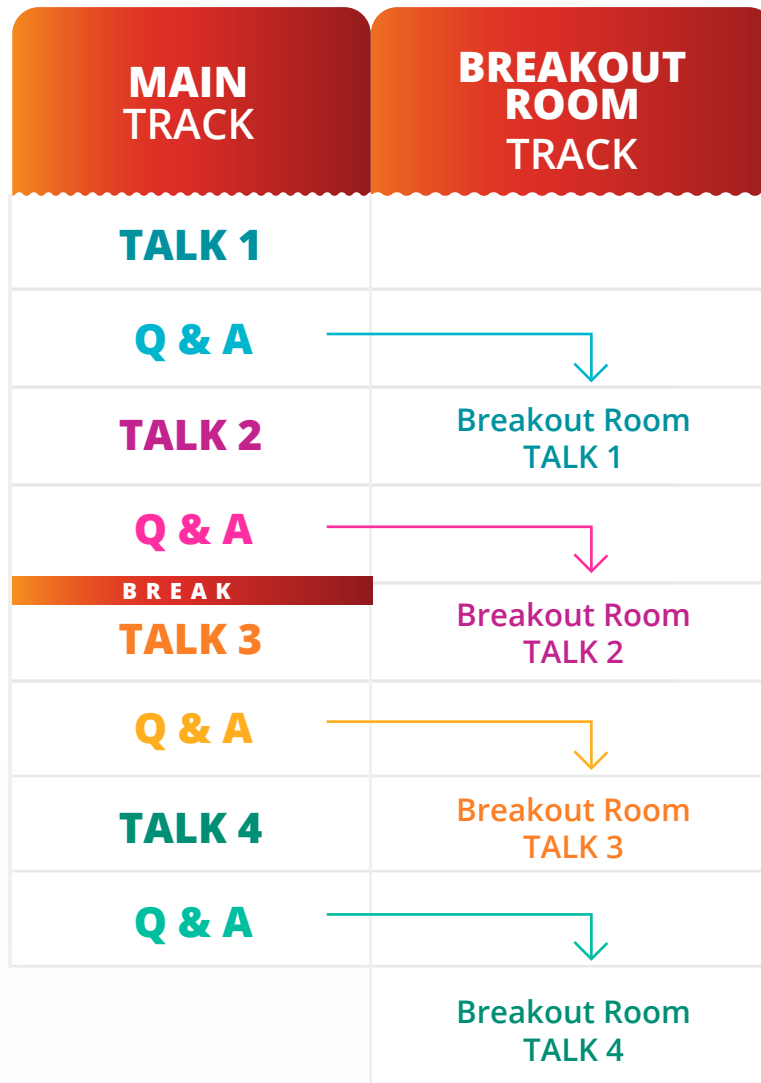 MAIN
TRACK
BREAKOUT
ROOM
TRACK
TALK 1
Q & A
TALK 2
Breakout Room
TALK 1
Q & A
BREAK
TALK 3
Breakout Room
TALK 2
Q & A
TALK 4
Breakout Room
TALK 3
Q & A
Breakout Room
TALK 4